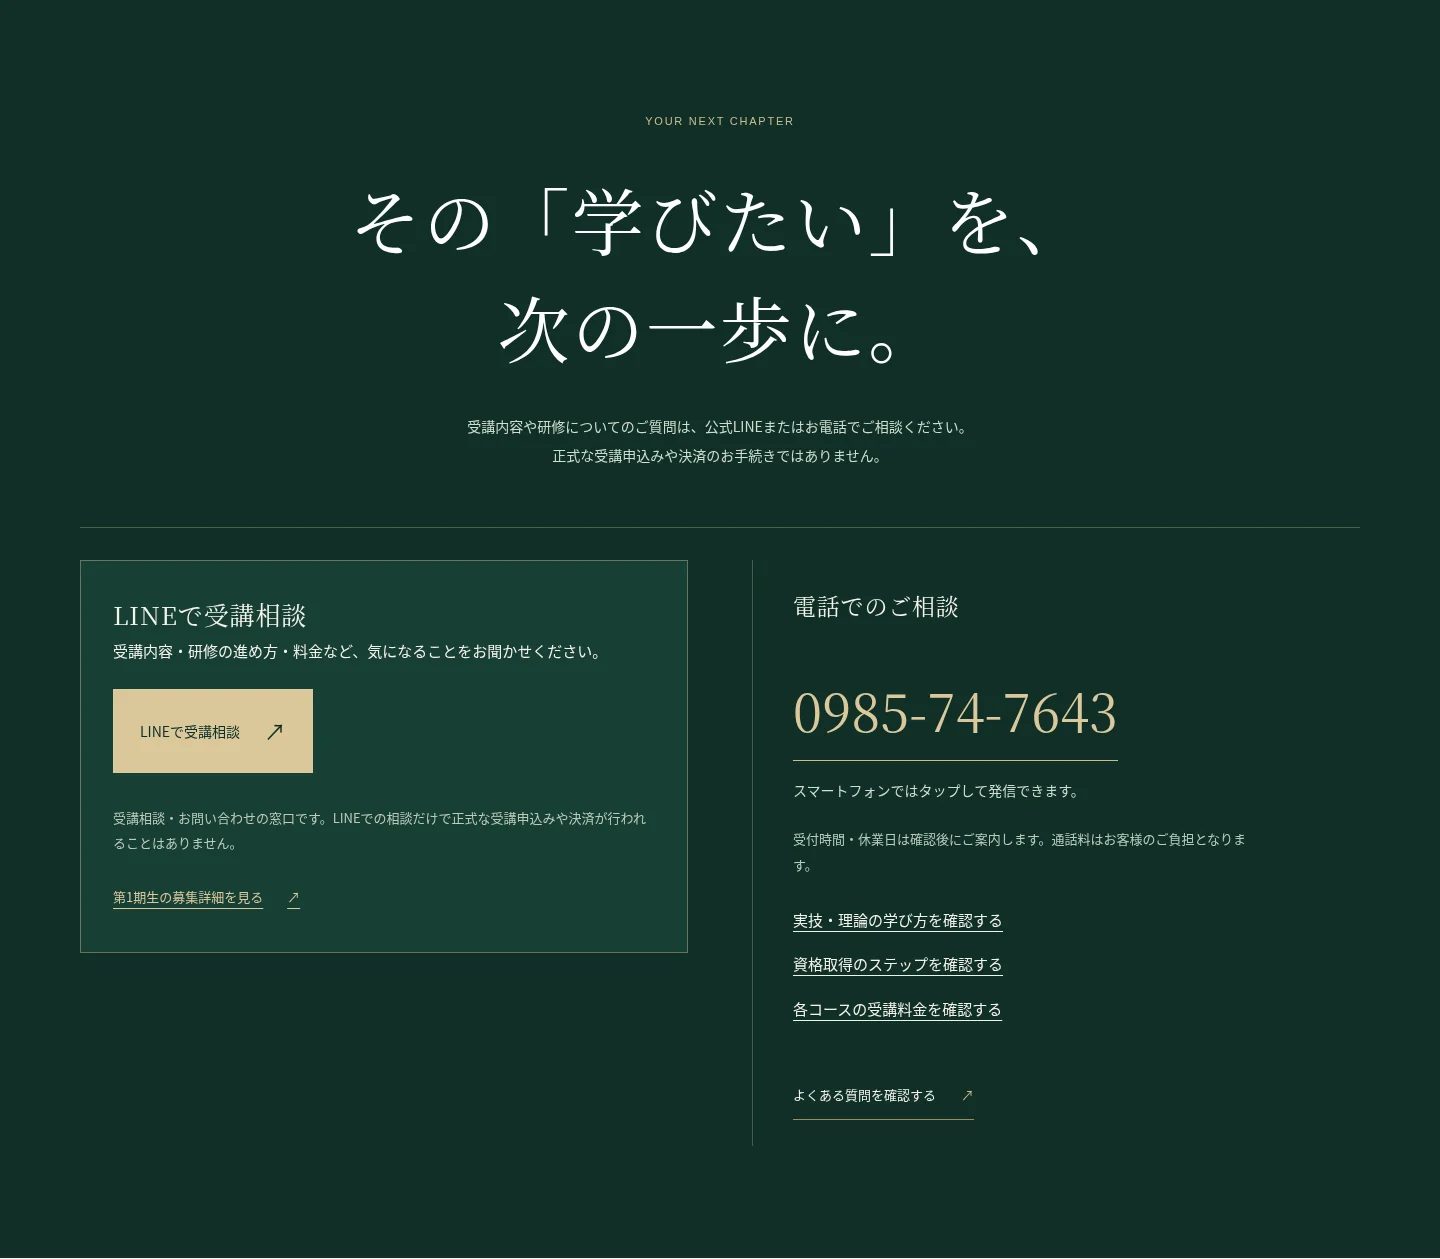 YOUR NEXT CHAPTER
その「学びたい」を、
次の一歩に。
受講内容や研修についてのご質問は、公式LINEまたはお電話でご相談ください。
正式な受講申込みや決済のお手続きではありません。
LINEで受講相談
受講内容・研修の進め方・料金など、気になることをお聞かせください。
LINEで受講相談 ↗
受講相談・お問い合わせの窓口です。LINEでの相談だけで正式な受講申込みや決済が行われ
ることはありません。
第1期生の募集詳細を見る ↗
電話でのご相談
0985-74-7643
スマートフォンではタップして発信できます。
受付時間・休業日は確認後にご案内します。通話料はお客様のご負担となりま
す。
実技・理論の学び方を確認する
資格取得のステップを確認する
各コースの受講料金を確認する
よくある質問を確認する ↗